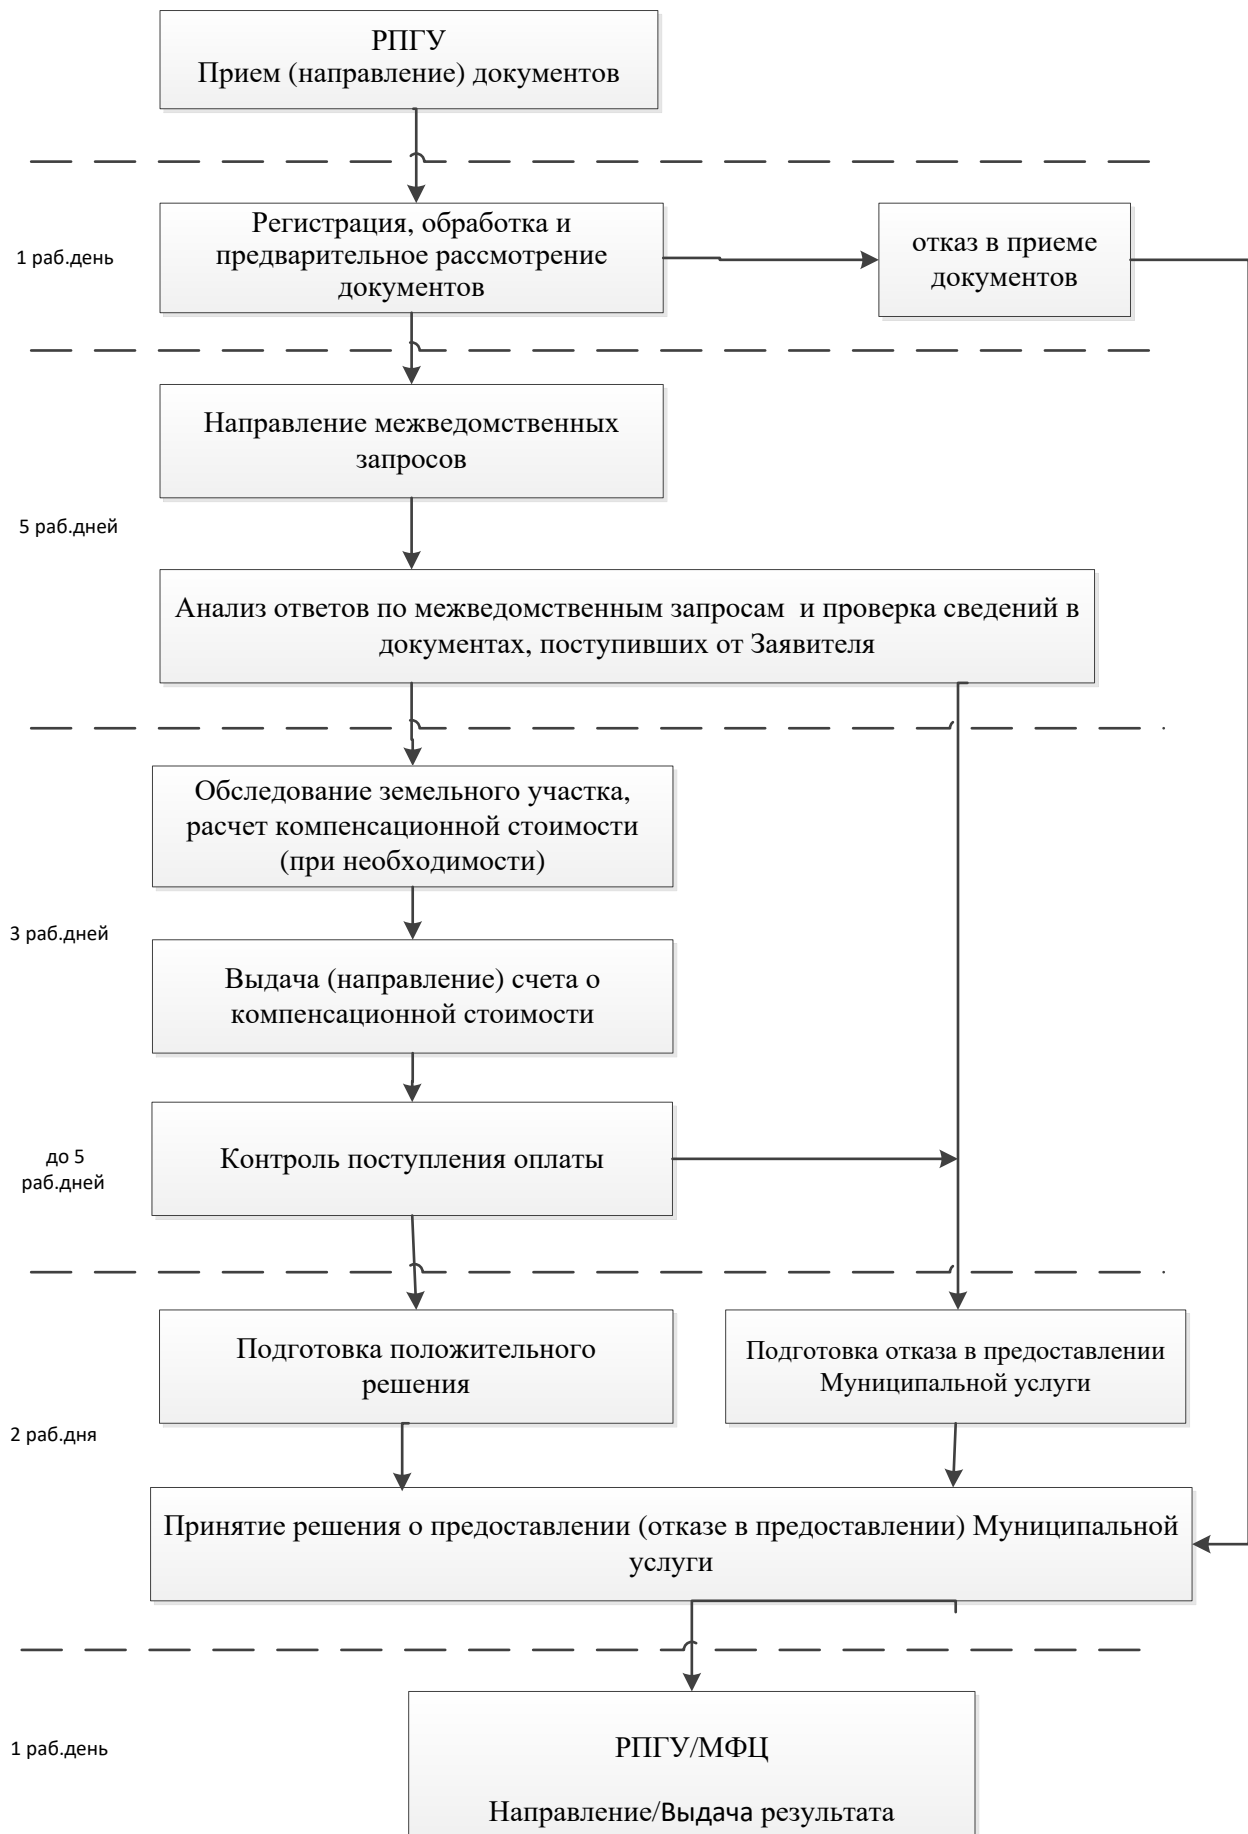 РПГУ
Прием (направление) документов
1 раб.день
Регистрация, обработка и
предварительное рассмотрение
документов
отказ в приеме
документов
Направление межведомственных
запросов
5 раб.дней
Анализ ответов по межведомственным запросам и проверка сведений в
документах, поступивших от Заявителя
Обследование земельного участка,
расчет компенсационной стоимости
(при необходимости)
3 раб.дней
Выдача (направление) счета о
компенсационной стоимости
до 5
раб.дней
Контроль поступления оплаты
Подготовка положительного
решения
Подготовка отказа в предоставлении
Муниципальной услуги
2 раб.дня
Принятие решения о предоставлении (отказе в предоставлении) Муниципальной
услуги
1 раб.день
РПГУ/МФЦ
Направление/Выдача результата